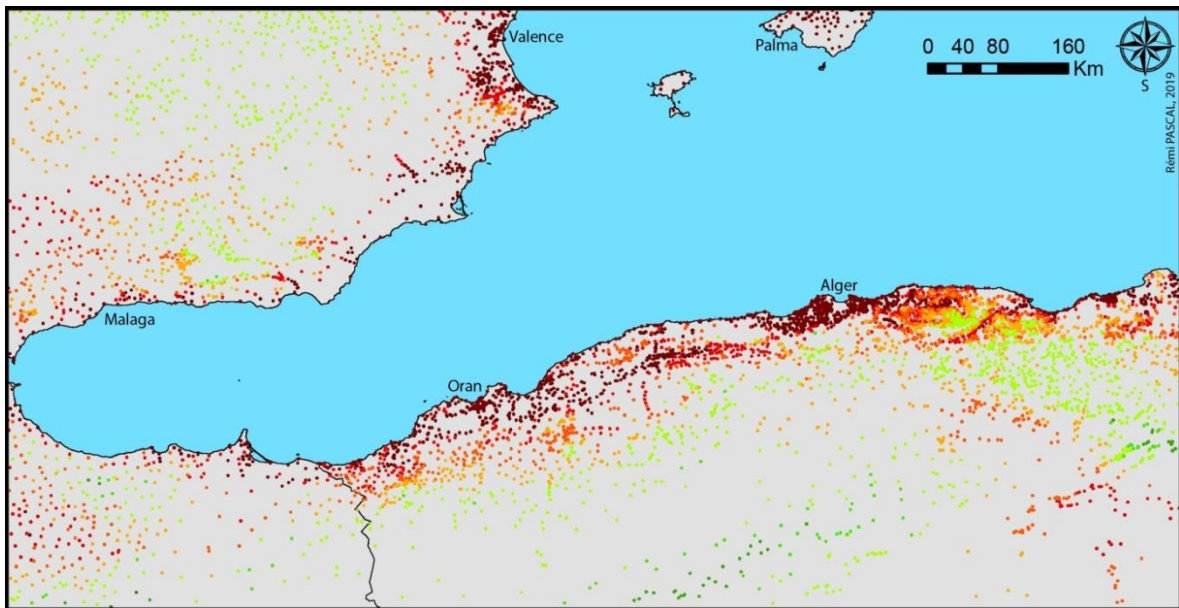 Valence
Palma
0 40 80 160
Km
S
Rémi PASCAL, 2019
Alger
Malaga
Oran